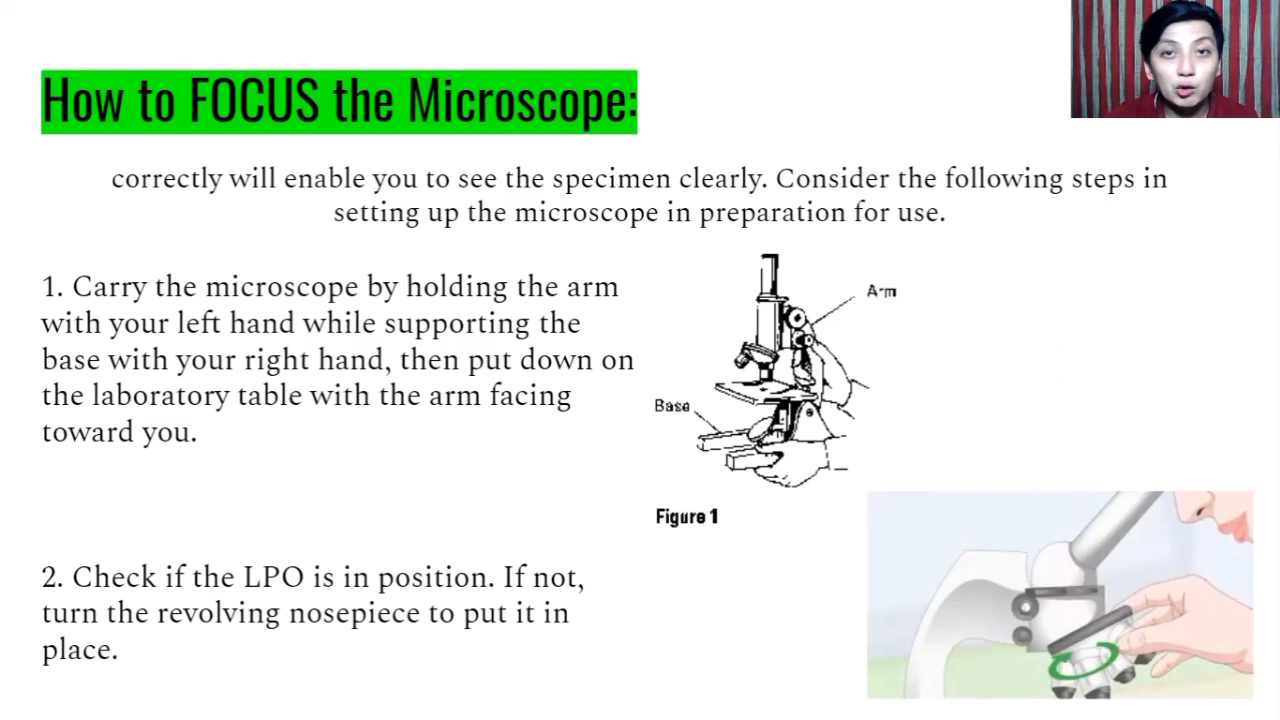 How to FOCUS the Microscope:
correctly will enable you to see the specimen clearly. Consider the following steps in
setting up the microscope in preparation for use.
1. Carry the microscope by holding the arm
with your left hand while supporting the
base with your right hand, then put down on
the laboratory table with the arm facing
toward you.
Arm
Base
Figure 1
2. Check if the LPO is in position. If not,
turn the revolving nosepiece to put it in
place.